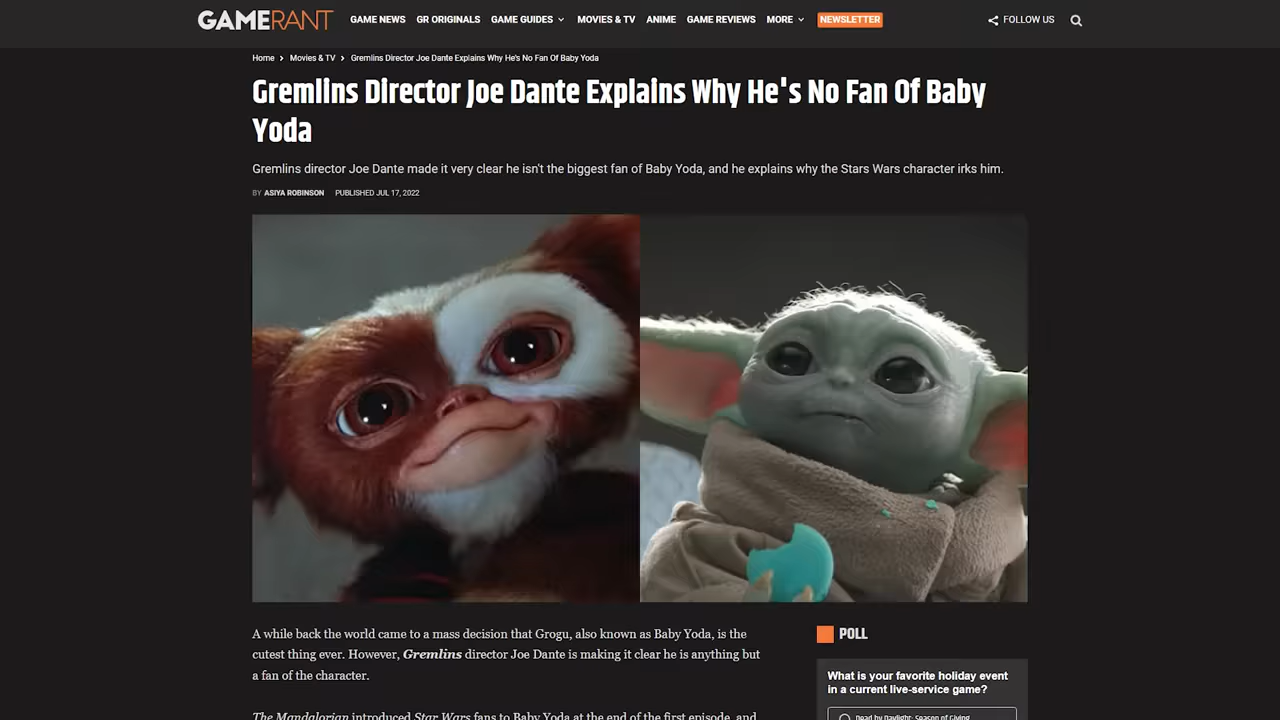 GAMERANT GAME NEWS GR ORIGINALS GAME GUIDES MOVIES & TV ANIME GAME REVIEWS MORE NEWSLETTER FOLLOW US
Home > Movies & TV > Gremlins Director Joe Dante Explains Why He's No Fan Of Baby Yoda
Gremlins Director Joe Dante Explains Why He's No Fan Of Baby
Yoda
Gremlins director Joe Dante made it very clear he isn't the biggest fan of Baby Yoda, and he explains why the Stars Wars character irks him.
BY ASIYA ROBINSON PUBLISHED JUL 17, 2022
A while back the world came to a mass decision that Grogu, also known as Baby Yoda, is the
cutest thing ever. However, Gremlins director Joe Dante is making it clear he is anything but
a fan of the character.
The Mandalorian introduced Star Wars fans to Baby Yoda at the end of the first episode, and
POLL
What is your favorite holiday event
in a current live-service game?
Dead by Daylight: Season of Giving